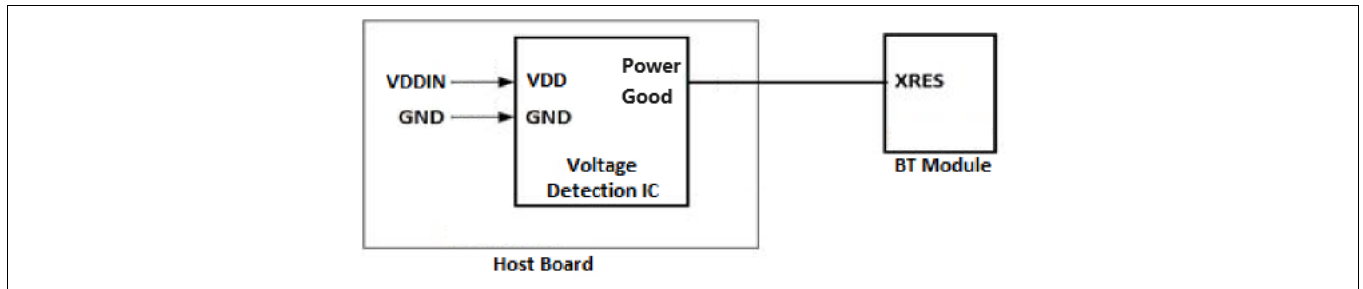 VDDIN
GND
VDD
GND
Power
Good
Voltage
Detection IC
Host Board
XRES
BT Module